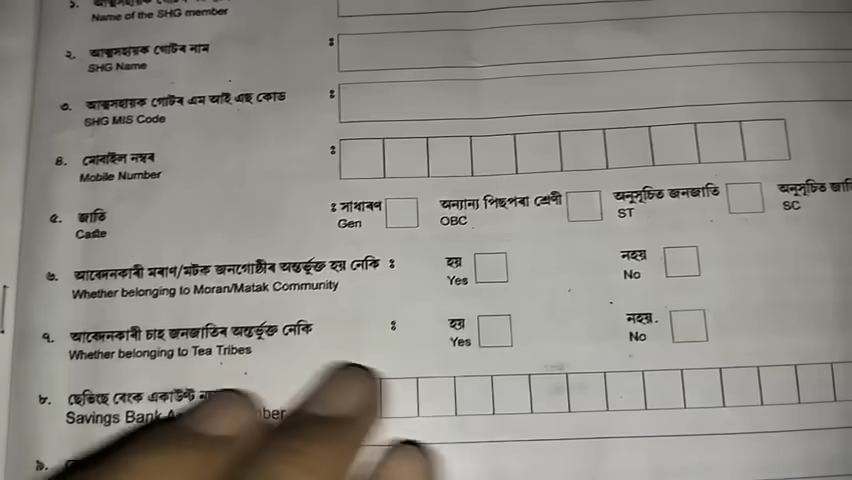 ১.
Name of the SHG member
২. আত্মসহায়ক গোটৰ নাম :
SHG Name
৩. আত্মসহায়ক গোটৰ এম আই এছ কোড :
SHG MIS Code
৪. মোবাইল নম্বৰ :
Mobile Number
৫. জাতি : সাধাৰণ অন্যান্য পিছপৰা শ্ৰেণী অনুসূচিত জনজাতি অনুসূচিত
Caste Gen OBC ST SC
৬. আবেদনকাৰী মৰাণ/মটক জনগোষ্ঠীৰ অন্তৰ্ভূক্ত হয় নেকি : হয় নহয়
Whether belonging to Moran/Matak Community Yes No
৭. আবেদনকাৰী চাহ জনজাতিৰ অন্তৰ্ভূক্ত নেকি : হয় নহয়.
Whether belonging to Tea Tribes Yes No
৮. ছেভিংছ বেংক একাউন্ট
Savings Bank
৯.